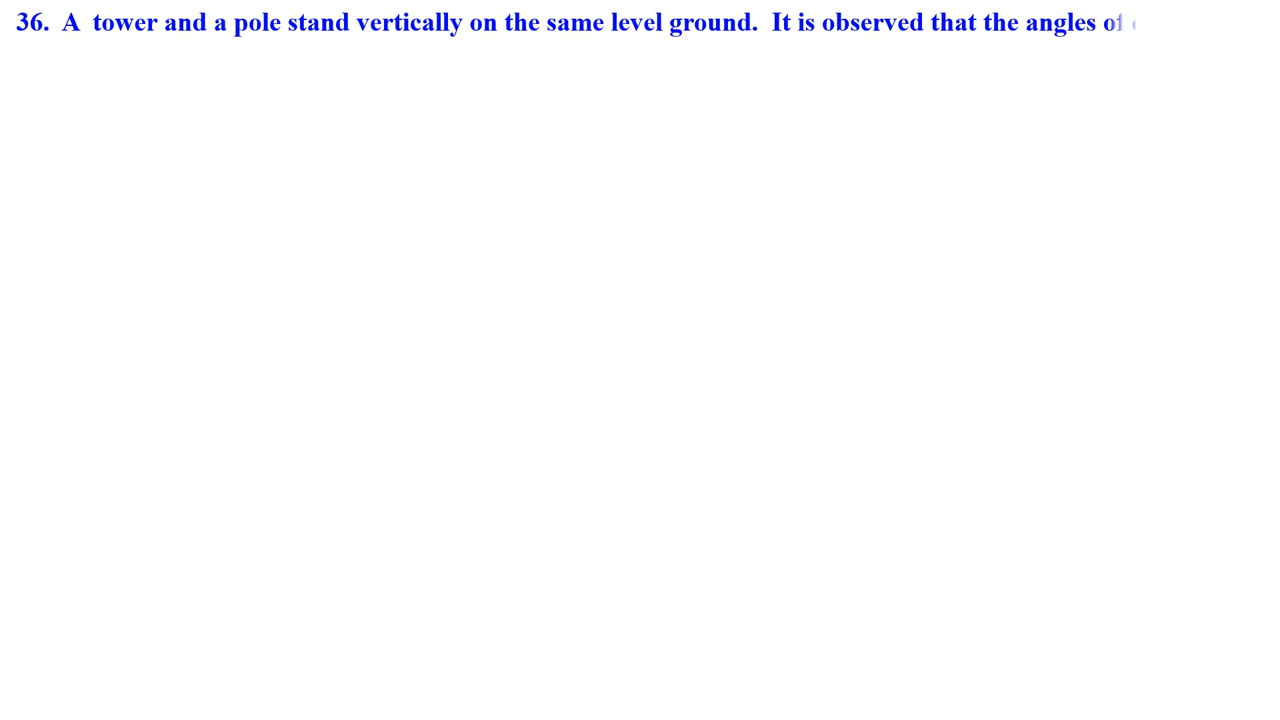 36.  A  tower and a pole stand vertically on the same level ground.  It is observed that the angles of